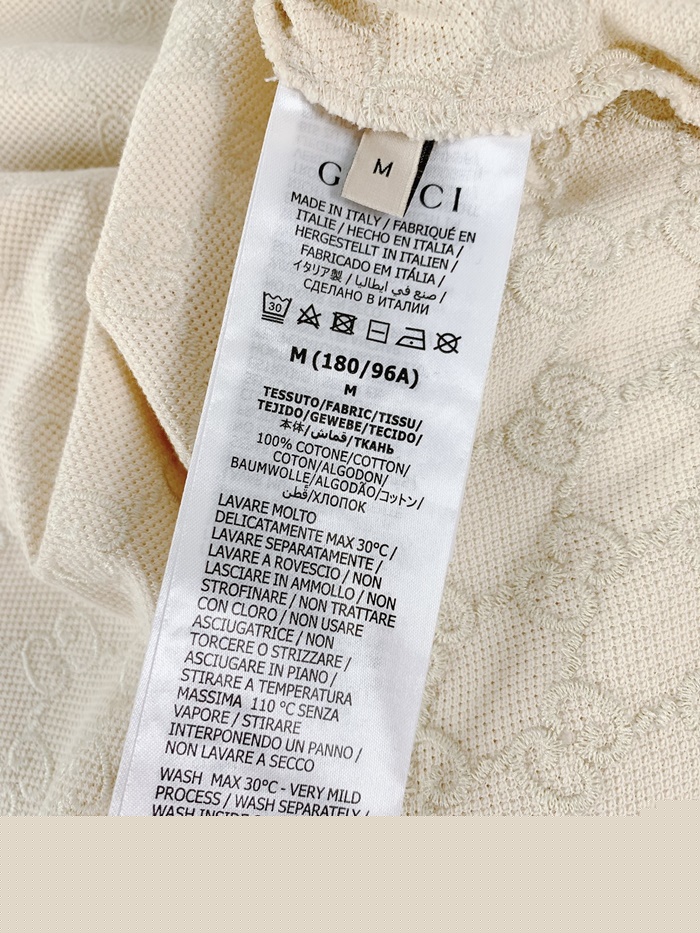 M
G CI
MADE IN ITALY / FABRIQUÉ EN
ITALIE / HECHO EN ITALIA /
HERGESTELLT IN ITALIEN /
FABRICADO EM ITÁLIA /
イタリア製 / صنع في ايطاليا /
СДЕЛАНО В ИТАЛИИ
30
M (180/96A)
M
TESSUTO/FABRIC/TISSU/
TEJIDO/GEWEBE/TECIDO/
本体/قماش/ТКАНЬ
100% COTONE/COTTON/
COTON/ALGODON/
BAUMWOLLE/ALGODÃO/コットン/
قطن/ХЛОПОК
LAVARE MOLTO
DELICATAMENTE MAX 30°C /
LAVARE SEPARATAMENTE /
LAVARE A ROVESCIO / NON
LASCIARE IN AMMOLLO / NON
STROFINARE / NON TRATTARE
CON CLORO / NON USARE
ASCIUGATRICE / NON
TORCERE O STRIZZARE /
ASCIUGARE IN PIANO /
STIRARE A TEMPERATURA
MASSIMA 110 °C SENZA
VAPORE / STIRARE
INTERPONENDO UN PANNO /
NON LAVARE A SECCO
WASH MAX 30°C - VERY MILD
PROCESS / WASH SEPARATELY /
WASH INSIDE